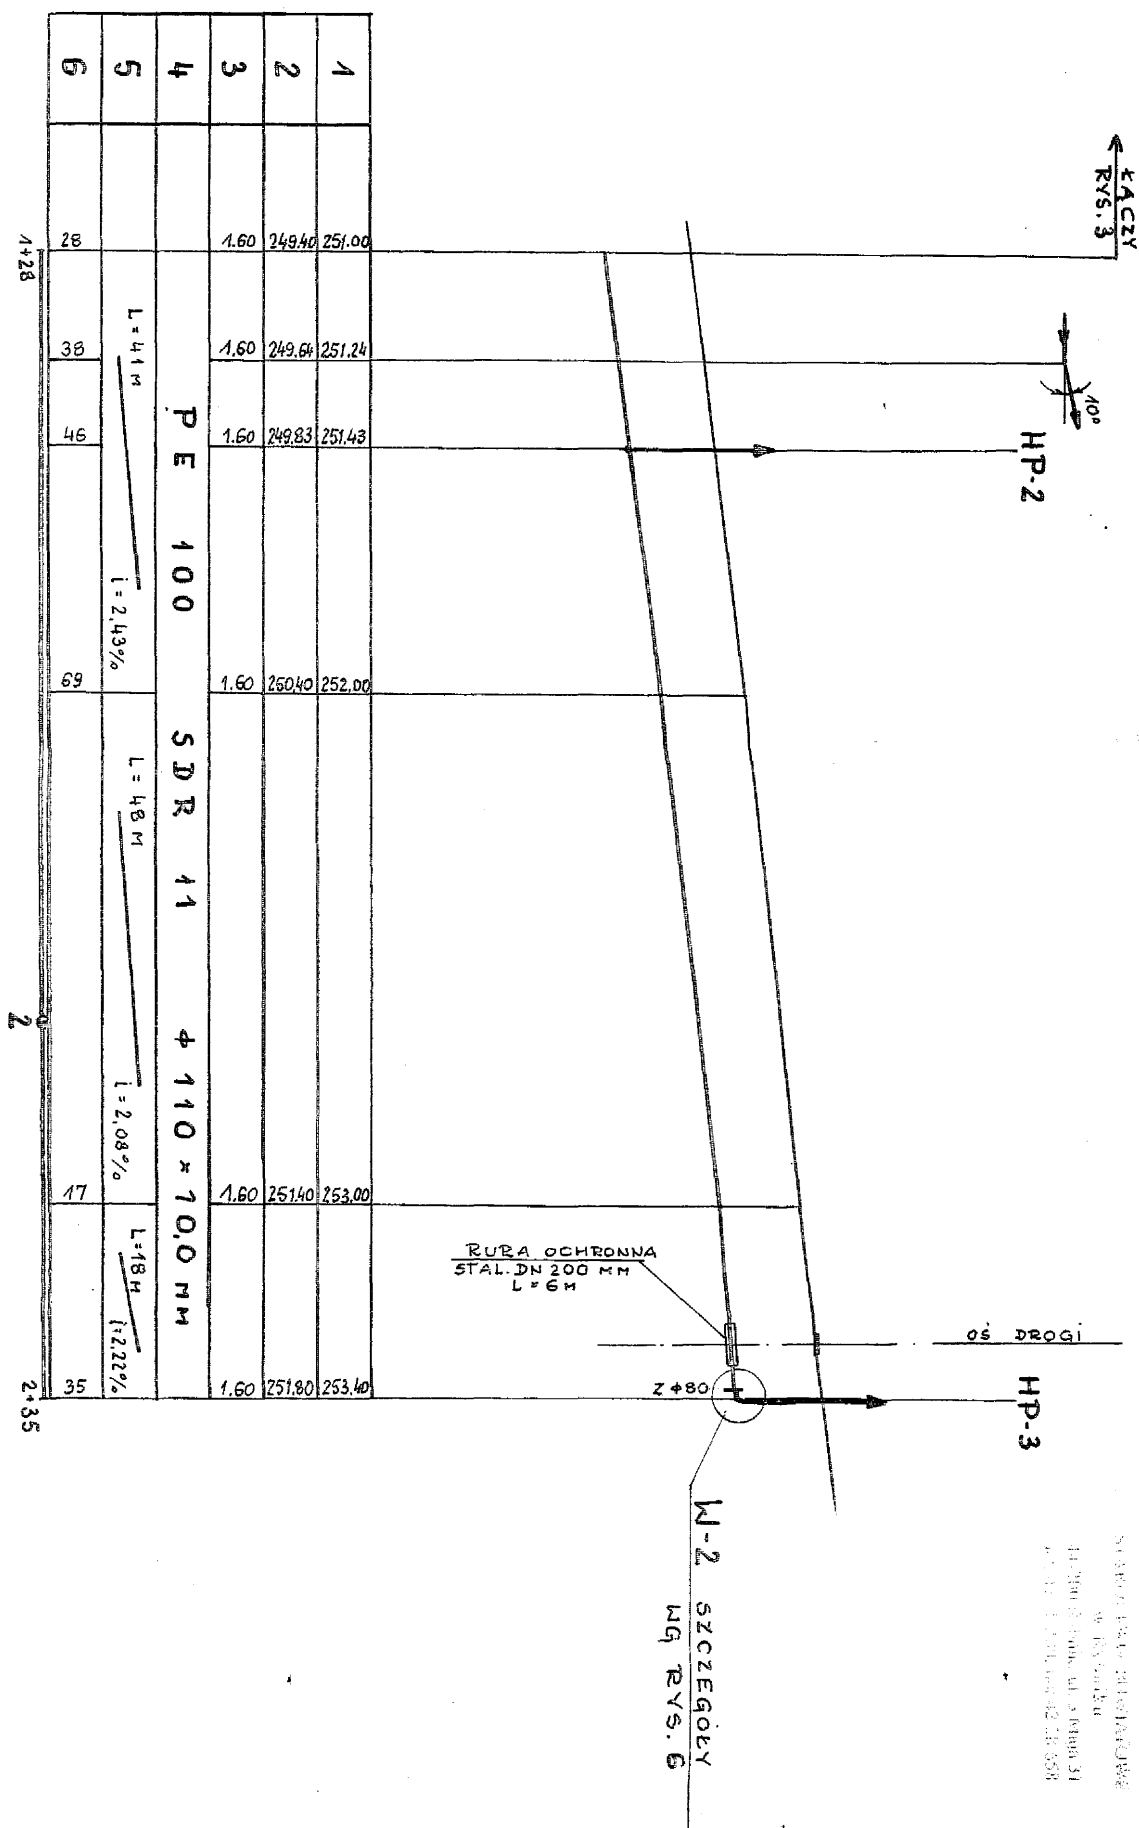 ŁĄCZY
RYS. 3
10°
HP-2
HP-3
OŚ DROGI
RURA OCHRONNA
STAL. DN 200 MM
L = 6 M
Z ϕ80
W-2 SZCZEGÓŁY
WG RYS. 6
1 251.00 251.24 251.43 252.00 253.00 253.40
2 249.40 249.64 249.83 250.40 251.40 251.80
3 1.60 1.60 1.60 1.60 1.60 1.60
4 PE 100 SDR 11 ϕ 110 × 10,0 MM
5 L = 41 M i = 2,43% L = 48 M i = 2,08% L = 18 M i = 2,22%
6 28 38 46 69 17 35
1+28 2 2+35